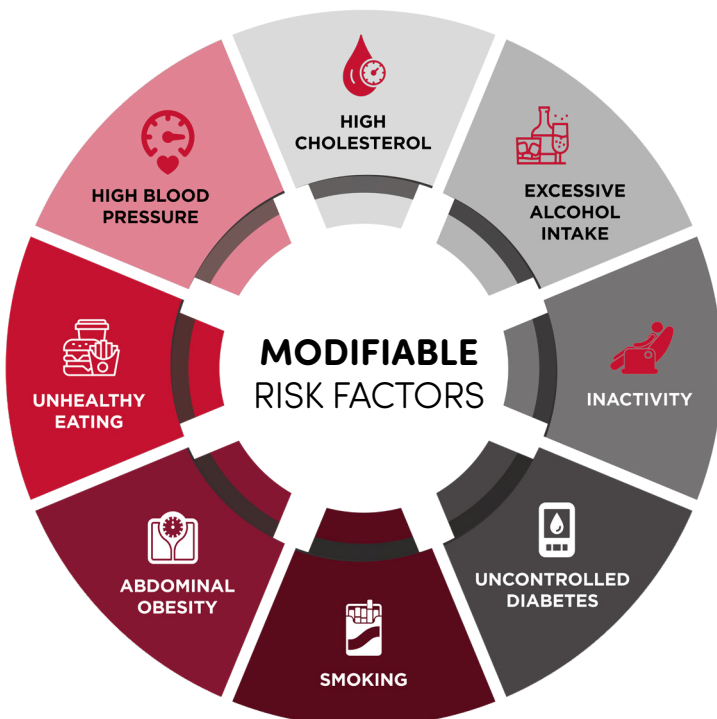 HIGH
CHOLESTEROL
EXCESSIVE
ALCOHOL
INTAKE
INACTIVITY
UNCONTROLLED
DIABETES
SMOKING
ABDOMINAL
OBESITY
UNHEALTHY
EATING
HIGH BLOOD
PRESSURE
MODIFIABLE
RISK FACTORS